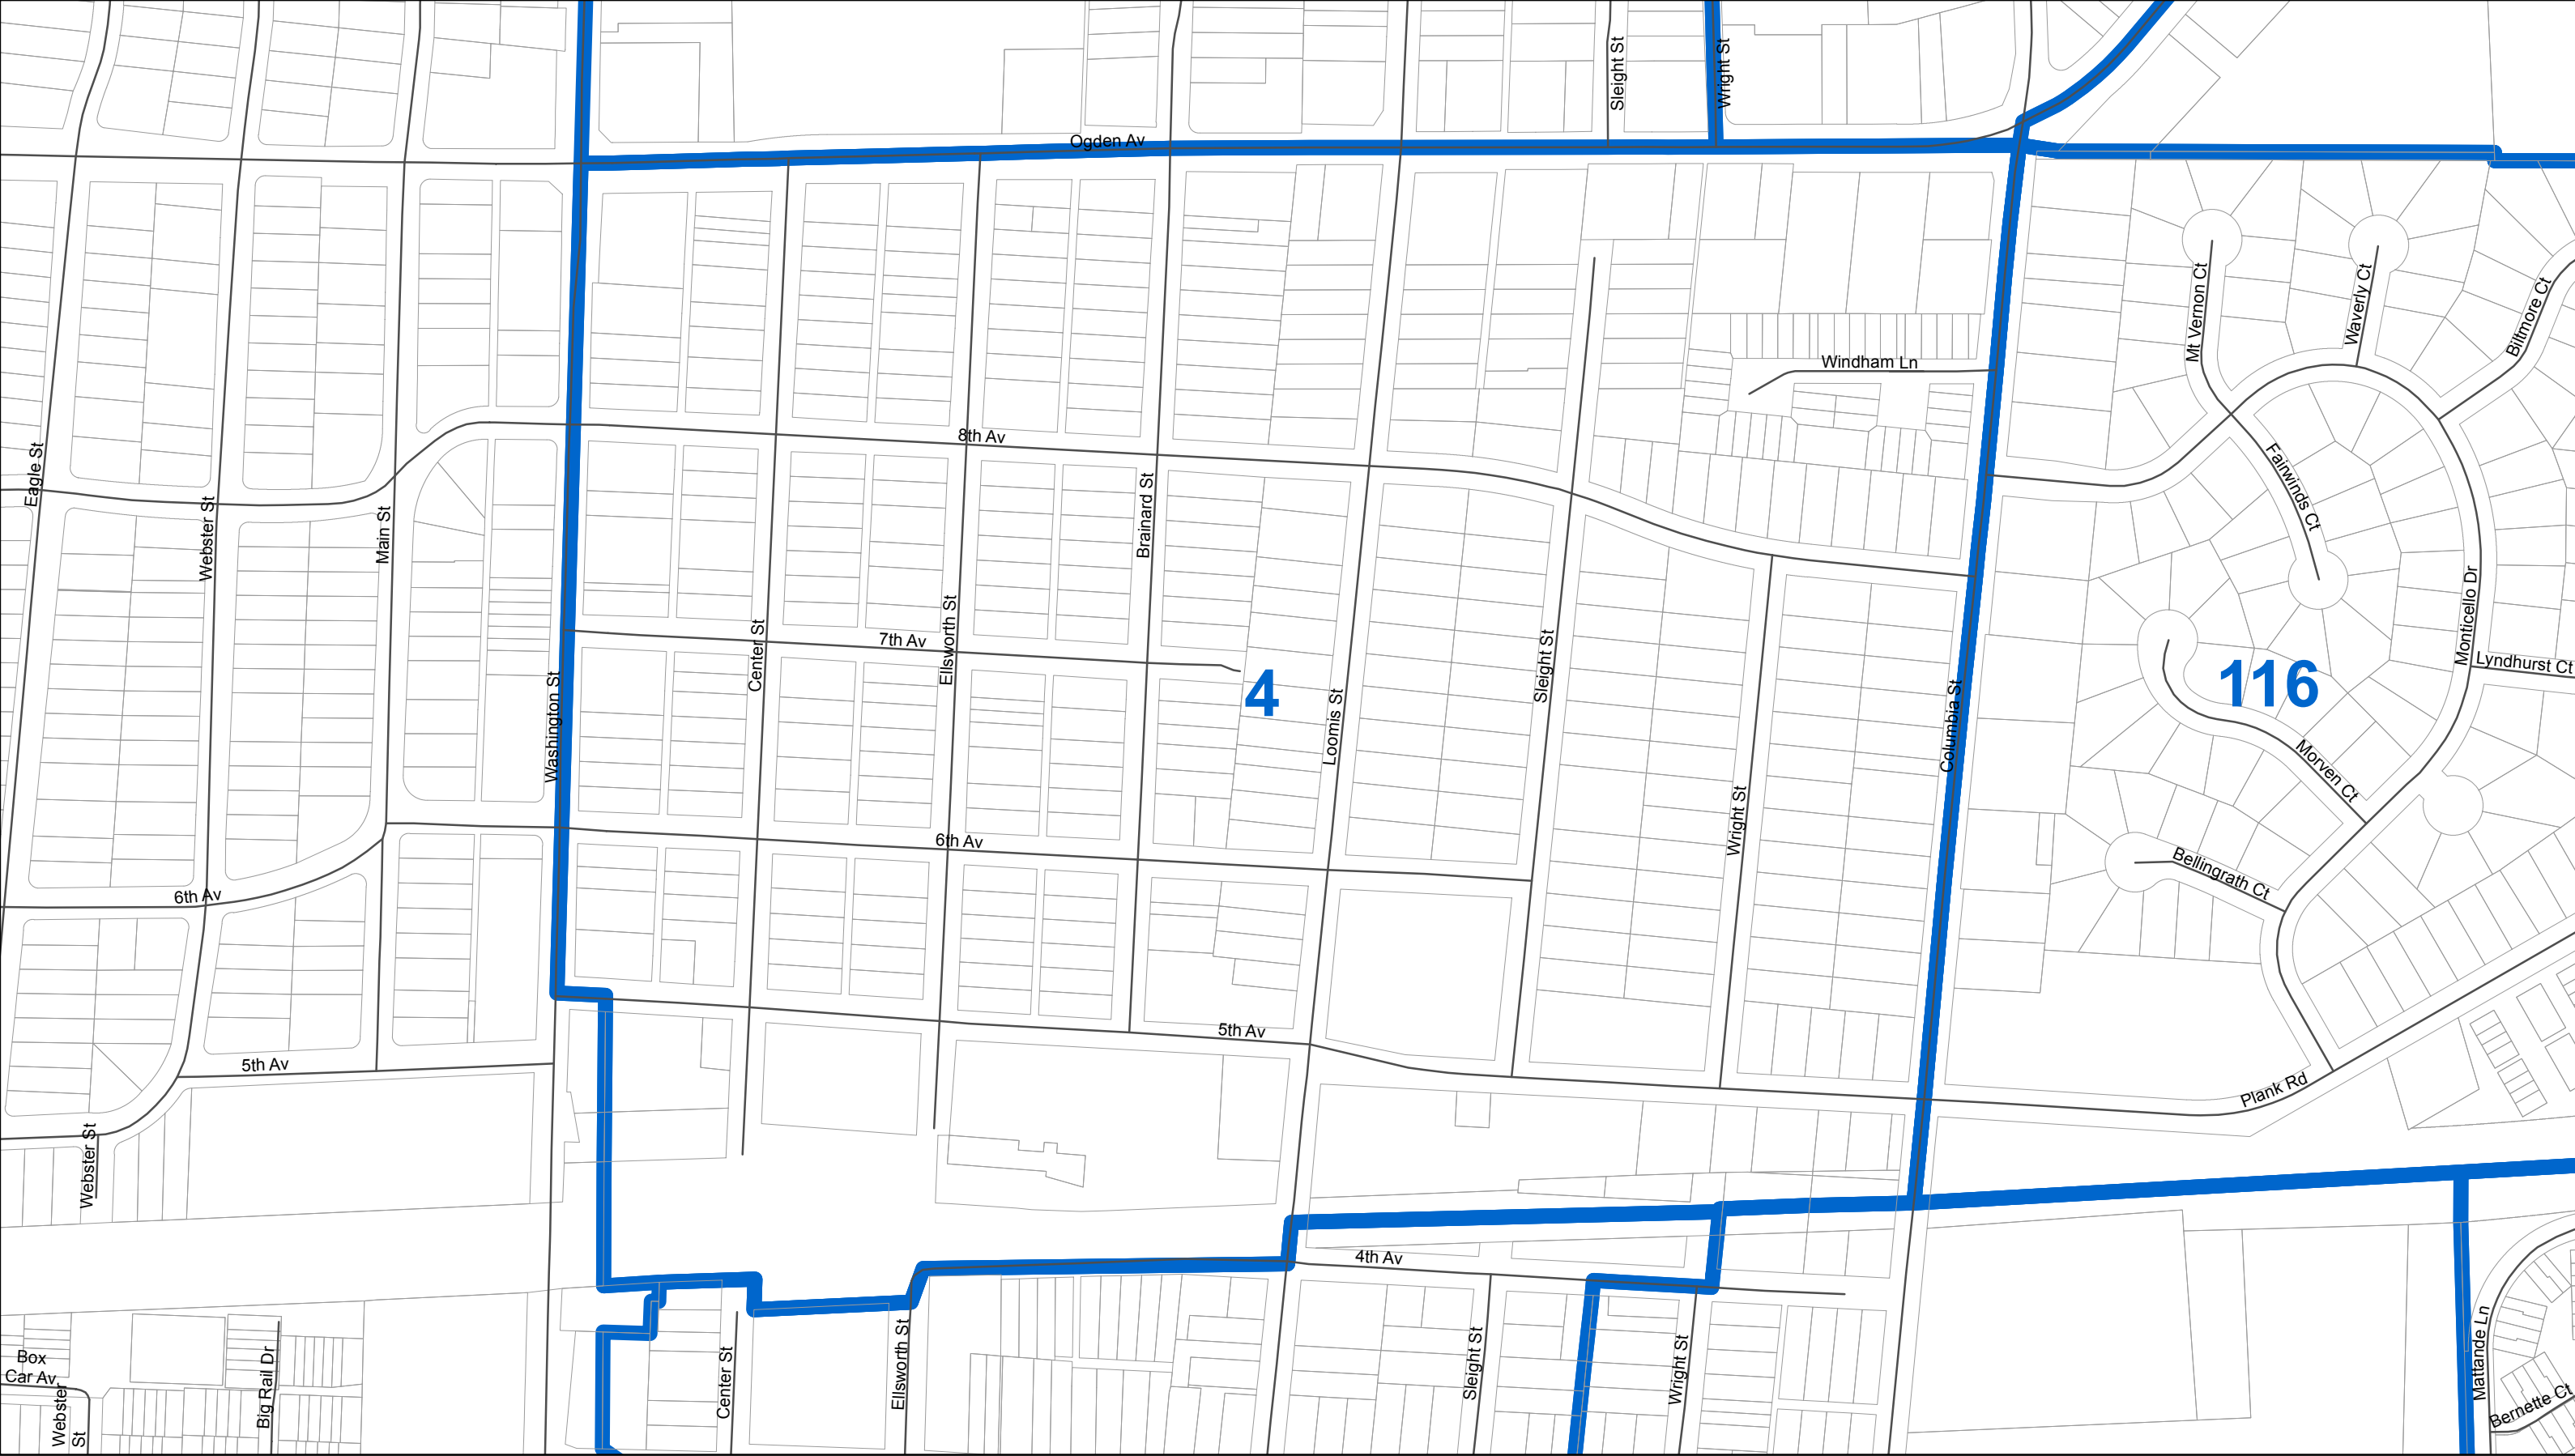 Sleight St
Wright St
Ogden Av
Mt Vernon Ct
Waverly Ct
Biltmore Ct
Windham Ln
8th Av
Eagle St
Webster St
Main St
Brainard St
Fairwinds Ct
Monticello Dr
7th Av
Center St
Ellsworth St
4
Loomis St
Sleight St
Washington St
Columbia St
116
Lyndhurst Ct
Morven Ct
Wright St
6th Av
Bellingrath Ct
6th Av
5th Av
5th Av
Plank Rd
Webster St
4th Av
Box
Car Av
Webster
St
Big Rail Dr
Center St
Ellsworth St
Sleight St
Wright St
Mattande Ln
Bernette Ct